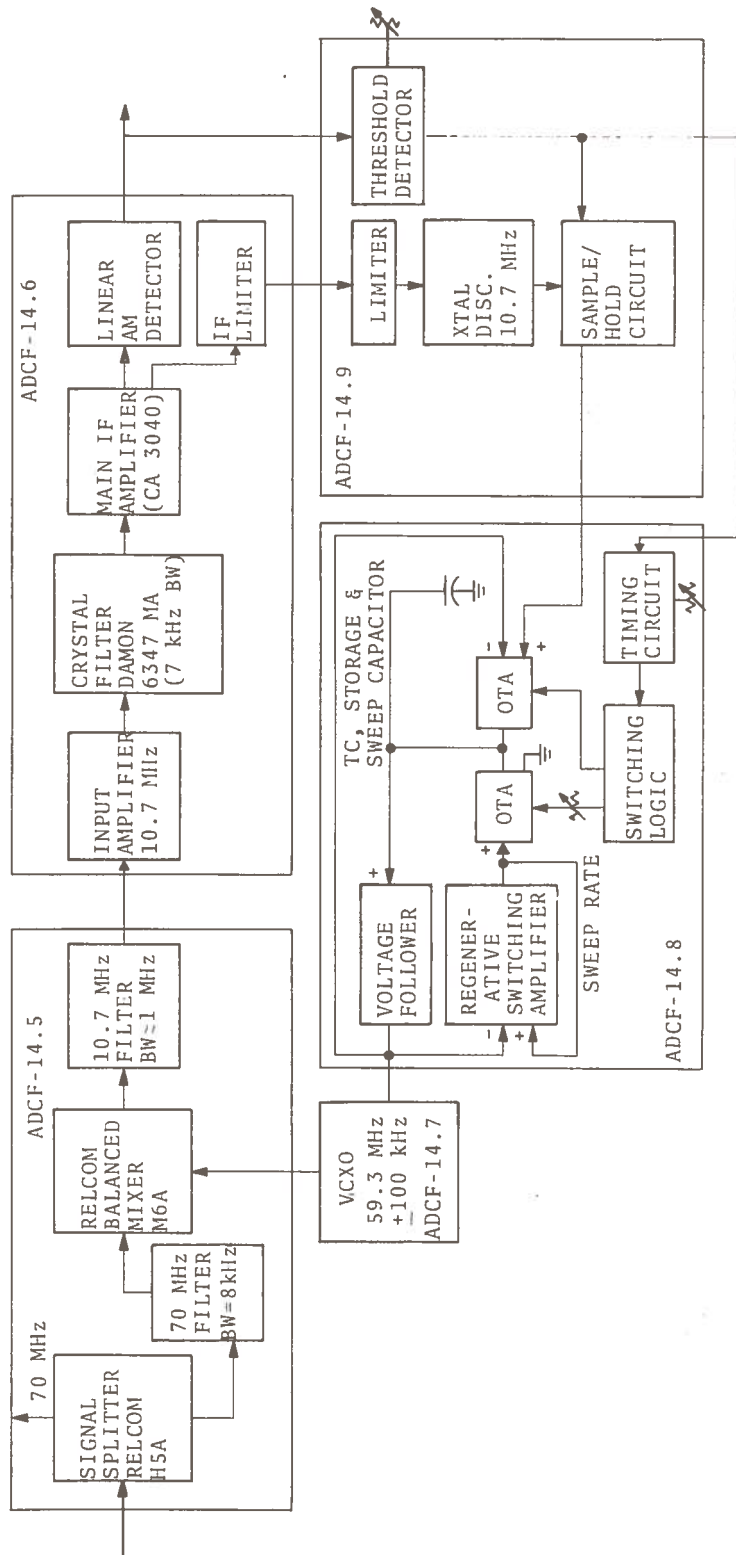 70 MHz
ADCF-14.5
SIGNAL
SPLITTER
RELCOM
H5A
70 MHz
FILTER
BW=8kHz
RELCOM
BALANCED
MIXER
M6A
10.7 MHz
FILTER
BW=1 MHz
ADCF-14.6
INPUT
AMPLIFIER
10.7 MHz
CRYSTAL
FILTER
DAMON
6347 MA
(7 kHz BW)
MAIN IF
AMPLIFIER
(CA 3040)
LINEAR
AM
DETECTOR
IF
LIMITER
VCXO
59.3 MHz
±100 kHz
ADCF-14.7
VOLTAGE
FOLLOWER
+
TC, STORAGE &
SWEEP CAPACITOR
REGENER-
ATIVE
SWITCHING
AMPLIFIER
-
+
SWEEP RATE
+
OTA
OTA
-
+
SWITCHING
LOGIC
TIMING
CIRCUIT
ADCF-14.8
ADCF-14.9
LIMITER
THRESHOLD
DETECTOR
XTAL
DISC.
10.7 MHz
SAMPLE/
HOLD
CIRCUIT